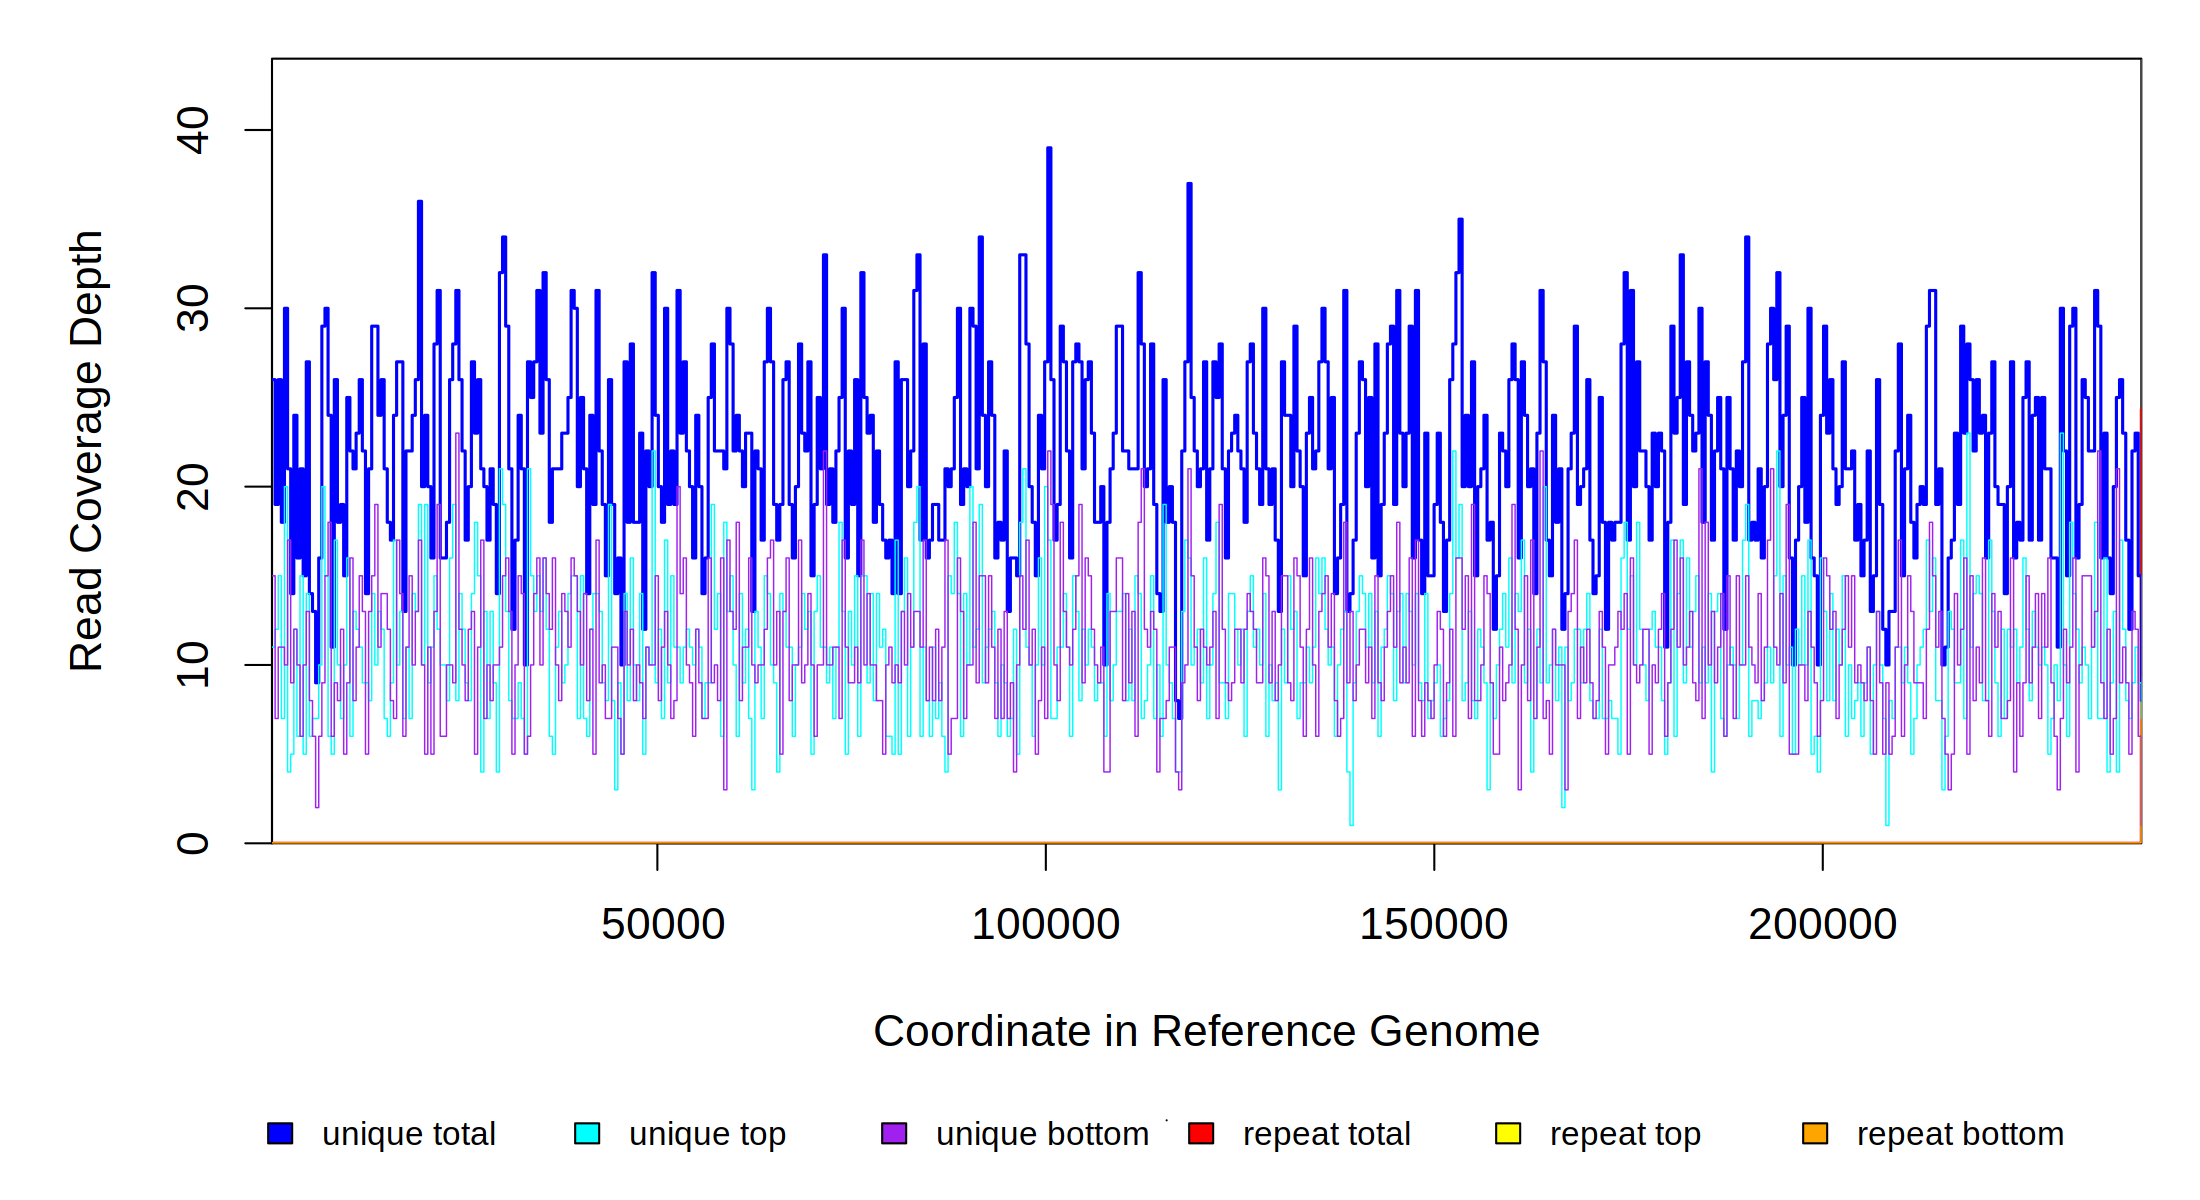 Read Coverage Depth
40
30
20
10
0
50000 100000 150000 200000
Coordinate in Reference Genome
unique total unique top unique bottom repeat total repeat top repeat bottom